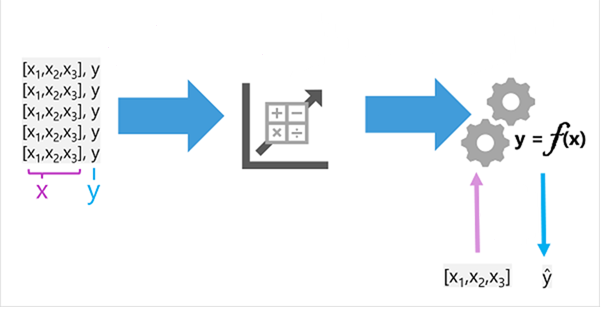 [x₁,x₂,x₃], y
[x₁,x₂,x₃], y
[x₁,x₂,x₃], y
[x₁,x₂,x₃], y
[x₁,x₂,x₃], y
x y
+ −
× ÷
y = f(x)
[x₁,x₂,x₃] ŷ